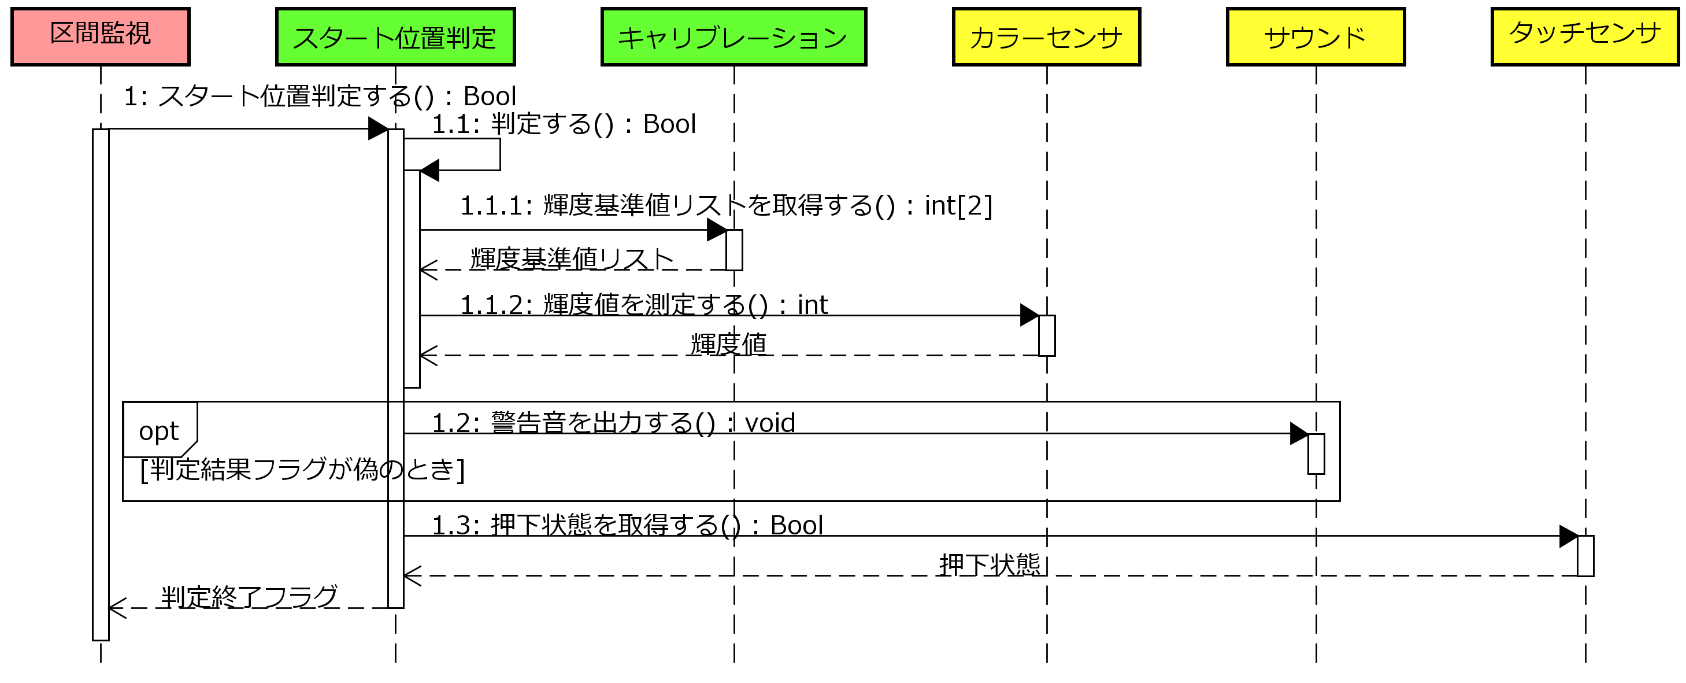 区間監視
スタート位置判定
キャリブレーション
カラーセンサ
サウンド
タッチセンサ
1: スタート位置判定する() : Bool
1.1: 判定する() : Bool
1.1.1: 輝度基準値リストを取得する() : int[2]
輝度基準値リスト
1.1.2: 輝度値を測定する() : int
輝度値
opt
1.2: 警告音を出力する() : void
[判定結果フラグが偽のとき]
1.3: 押下状態を取得する() : Bool
押下状態
判定終了フラグ